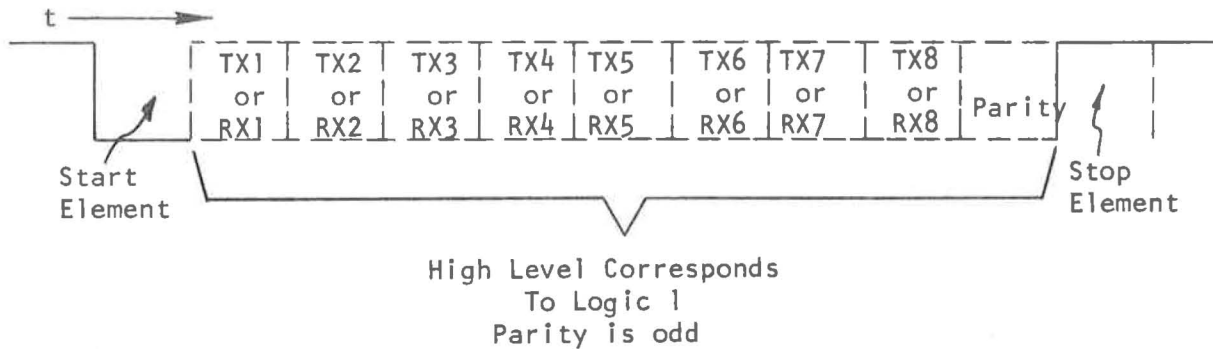 t
TX1 TX2 TX3 TX4 TX5 TX6 TX7 TX8
or or or or or or or or Parity
RX1 RX2 RX3 RX4 RX5 RX6 RX7 RX8
Start
Element
Stop
Element
High Level Corresponds
To Logic 1
Parity is odd